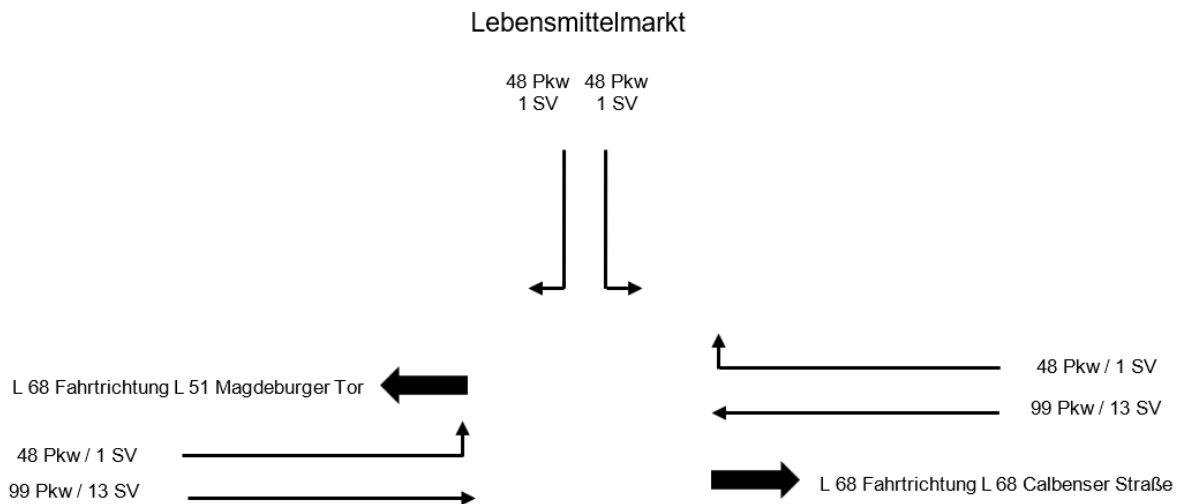 Lebensmittelmarkt
48 Pkw 48 Pkw
1 SV 1 SV
48 Pkw / 1 SV
L 68 Fahrtrichtung L 51 Magdeburger Tor
99 Pkw / 13 SV
48 Pkw / 1 SV
99 Pkw / 13 SV
L 68 Fahrtrichtung L 68 Calbenser Straße